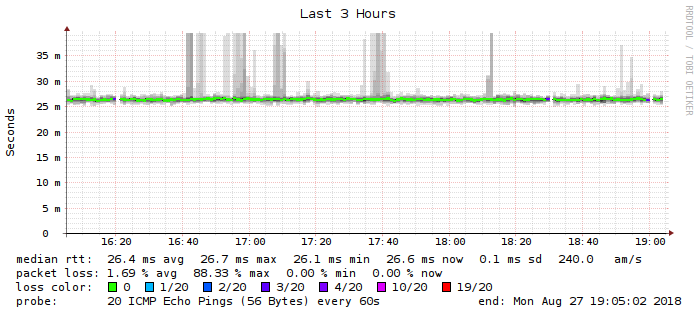 Last 3 Hours
RRDTOOL / TOBI OETIKER
Seconds
35 m
30 m
25 m
20 m
15 m
10 m
5 m
0
16:20 16:40 17:00 17:20 17:40 18:00 18:20 18:40 19:00
median rtt: 26.4 ms avg 26.7 ms max 26.1 ms min 26.6 ms now 0.1 ms sd 240.0 am/s
packet loss: 1.69 % avg 88.33 % max 0.00 % min 0.00 % now
loss color: 0 1/20 2/20 3/20 4/20 10/20 19/20
probe: 20 ICMP Echo Pings (56 Bytes) every 60s end: Mon Aug 27 19:05:02 2018